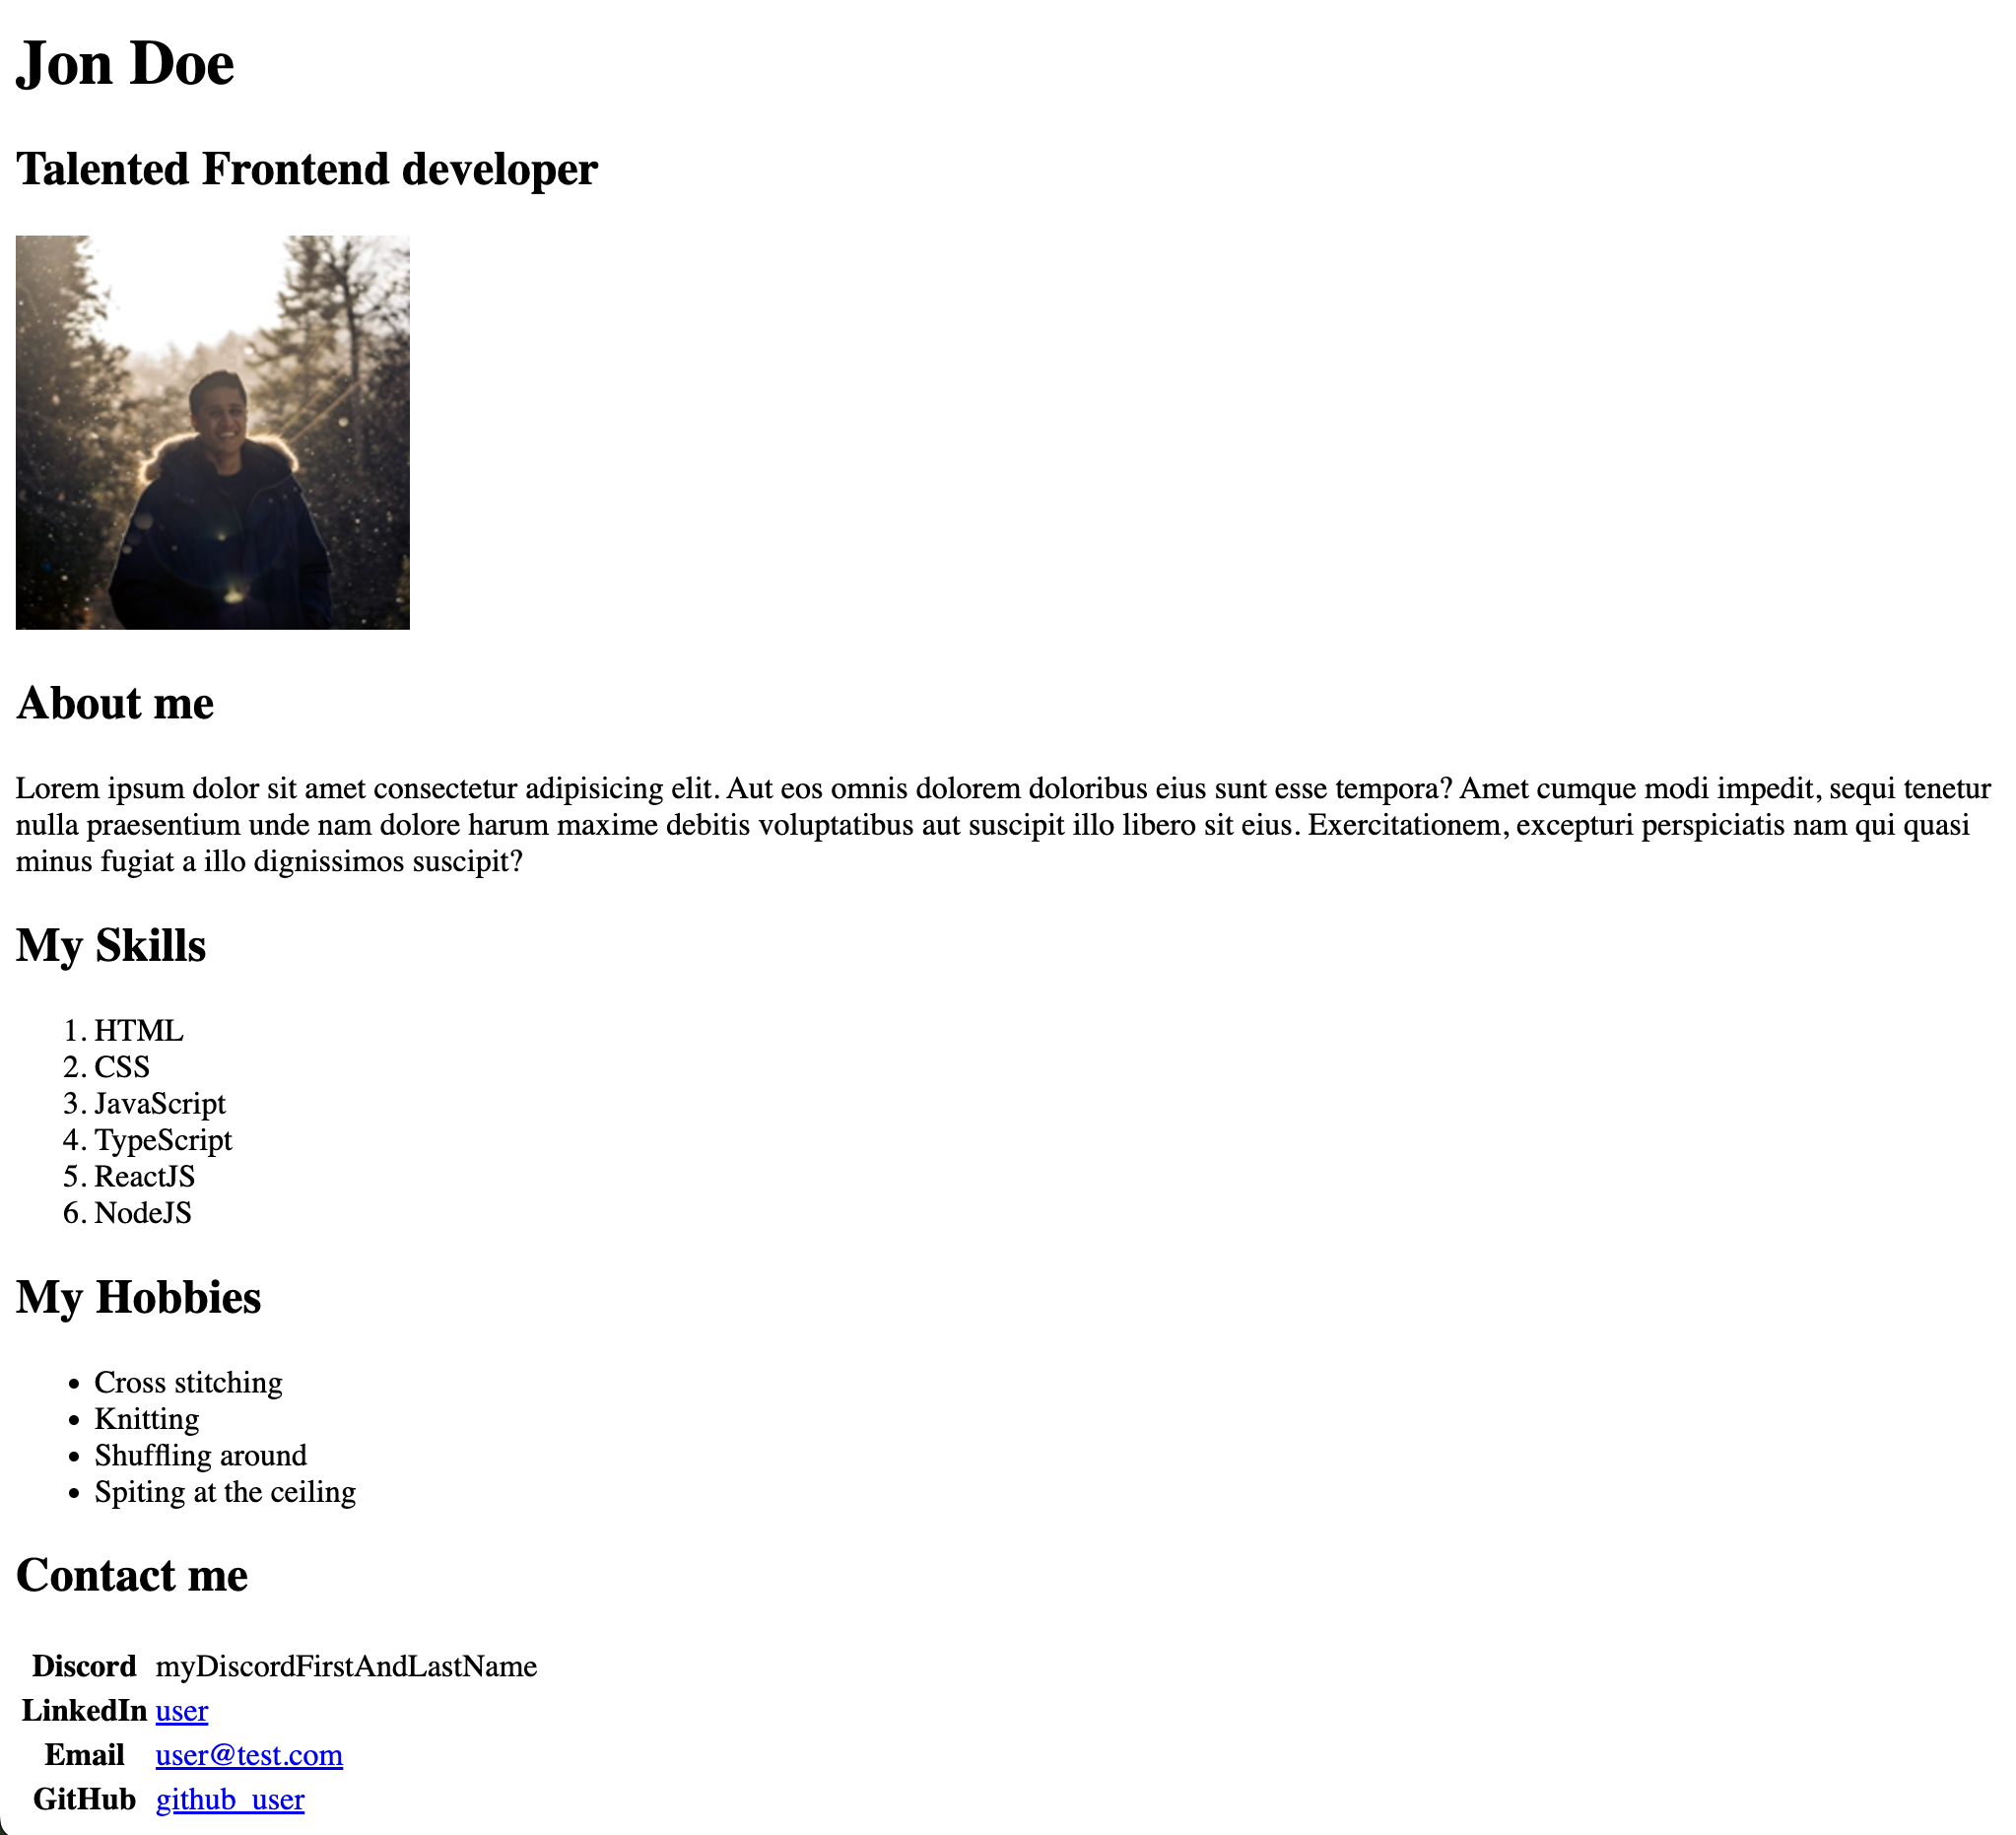 Jon Doe
Talented Frontend developer
About me
Lorem ipsum dolor sit amet consectetur adipisicing elit. Aut eos omnis dolorem doloribus eius sunt esse tempora? Amet cumque modi impedit, sequi tenetur
nulla praesentium unde nam dolore harum maxime debitis voluptatibus aut suscipit illo libero sit eius. Exercitationem, excepturi perspiciatis nam qui quasi
minus fugiat a illo dignissimos suscipit?
My Skills
1. HTML
2. CSS
3. JavaScript
4. TypeScript
5. ReactJS
6. NodeJS
My Hobbies
• Cross stitching
• Knitting
• Shuffling around
• Spiting at the ceiling
Contact me
Discord myDiscordFirstAndLastName
LinkedIn user
Email user@test.com
GitHub github_user